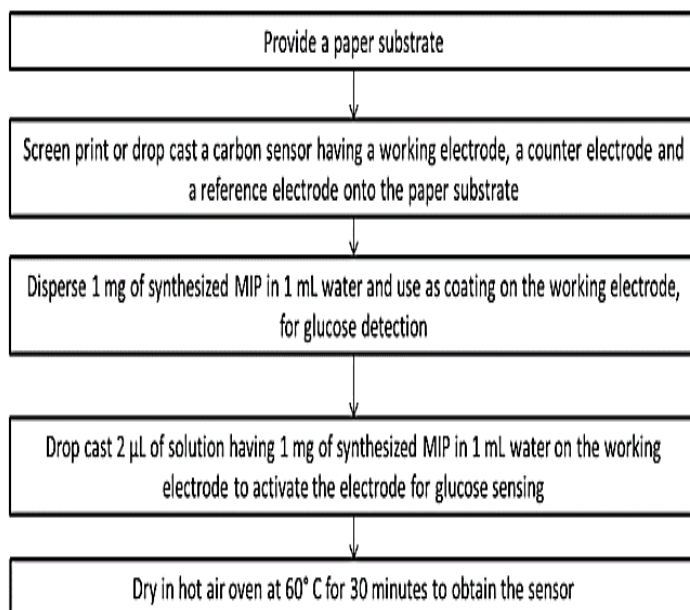 Provide a paper substrate
Screen print or drop cast a carbon sensor having a working electrode, a counter electrode and
a reference electrode onto the paper substrate
Disperse 1 mg of synthesized MIP in 1 mL water and use as coating on the working electrode,
for glucose detection
Drop cast 2 µL of solution having 1 mg of synthesized MIP in 1 mL water on the working
electrode to activate the electrode for glucose sensing
Dry in hot air oven at 60° C for 30 minutes to obtain the sensor